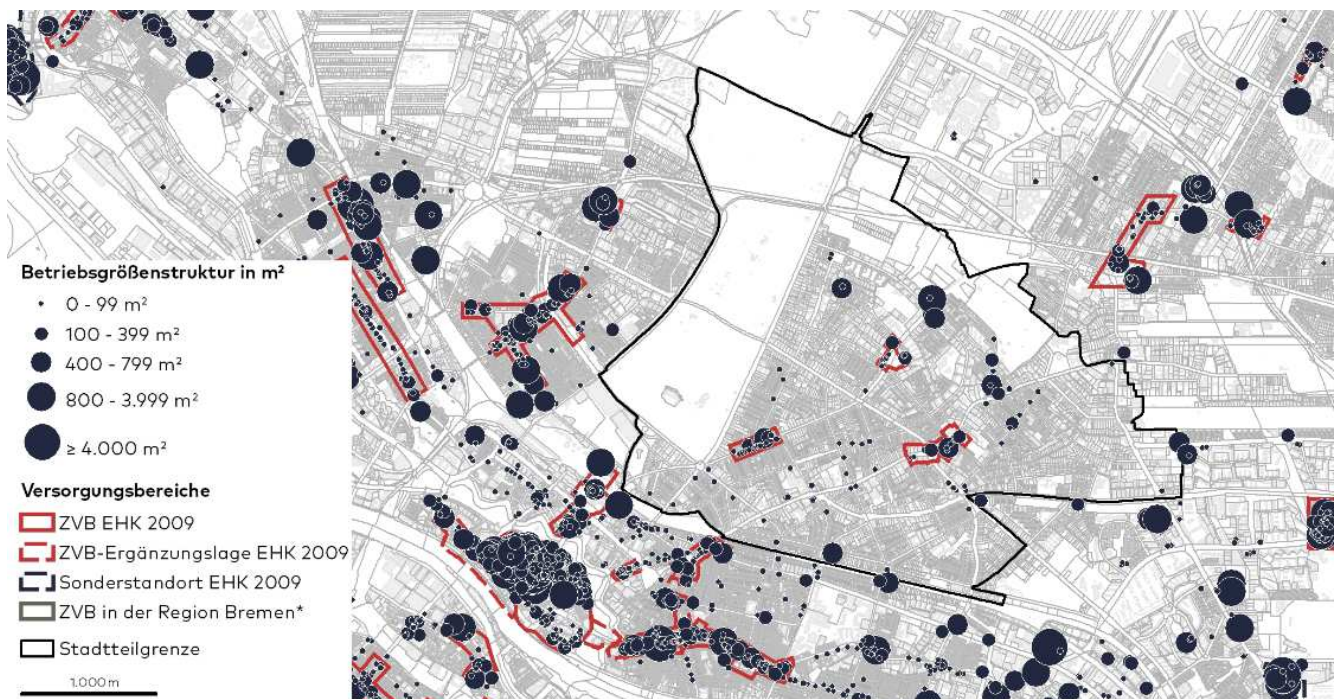 Betriebsgrößenstruktur in m²
0 - 99 m²
100 - 399 m²
400 - 799 m²
800 - 3.999 m²
≥ 4.000 m²
Versorgungsbereiche
ZVB EHK 2009
ZVB-Ergänzungslage EHK 2009
Sonderstandort EHK 2009
ZVB in der Region Bremen*
Stadtteilgrenze
1.000 m